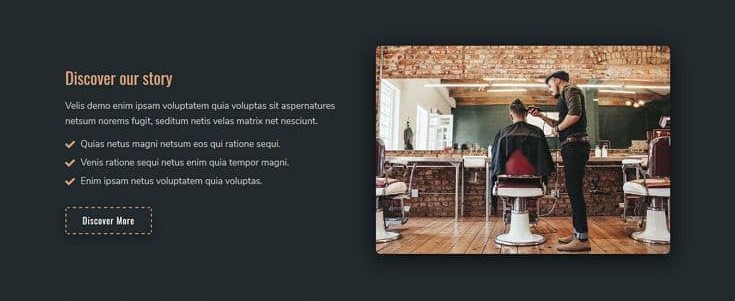 Discover our story
Velis demo enim ipsam voluptatem quia voluptas sit aspernatures
netsum norems fugit, seditum netis velas matrix net nesciunt.
Quias netus magni netsum eos qui ratione sequi.
Venis ratione sequi netus enim quia tempor magni.
Enim ipsam netus voluptatem quia voluptas.
Discover More